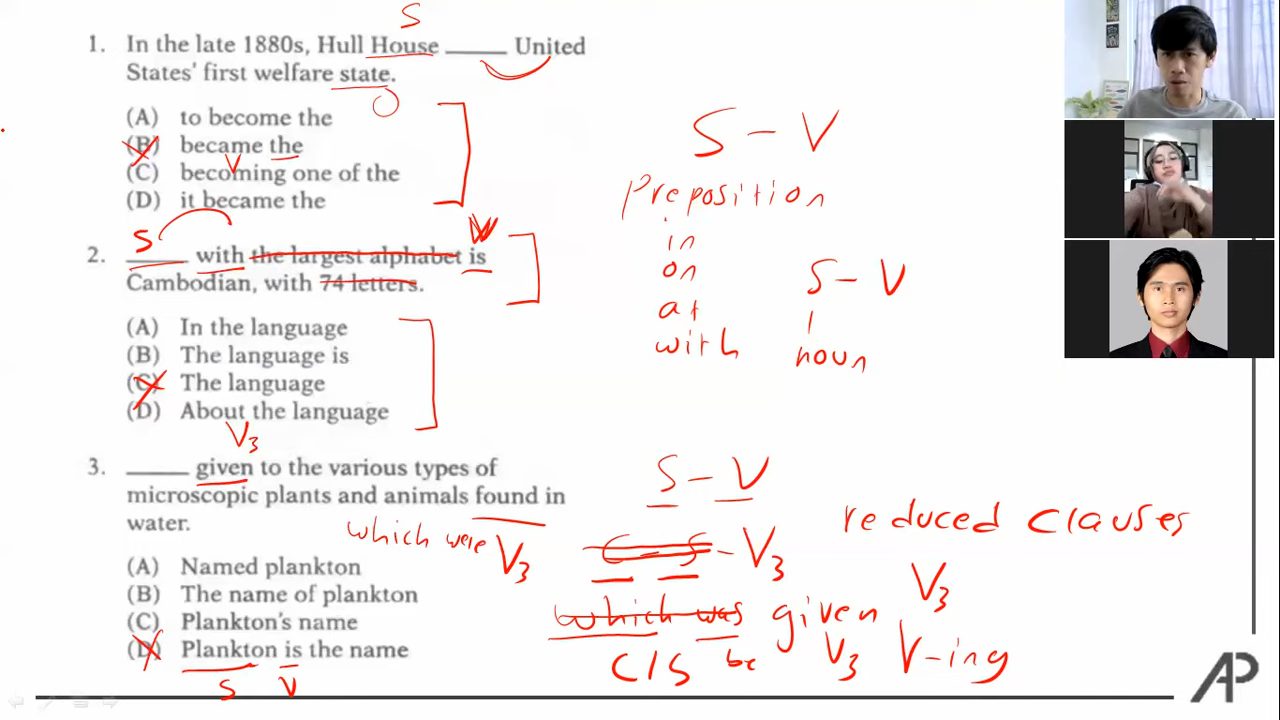 S
1. In the late 1880s, Hull House ______ United
States' first welfare state.
O
(A) to become the
(B) became the
V
(C) becoming one of the
(D) it became the
S
V
2. ______ with the largest alphabet is
Cambodian, with 74 letters.
(A) In the language
(B) The language is
(C) The language
(D) About the language
V3
3. ______ given to the various types of
microscopic plants and animals found in
water.
which were V3
(A) Named plankton
(B) The name of plankton
(C) Plankton's name
(D) Plankton is the name
S V
S – V
Preposition
in
on
at
with
S – V
noun
S – V
C – S – V3
which was given
C/S be V3
reduced clauses
V3
V-ing
AP